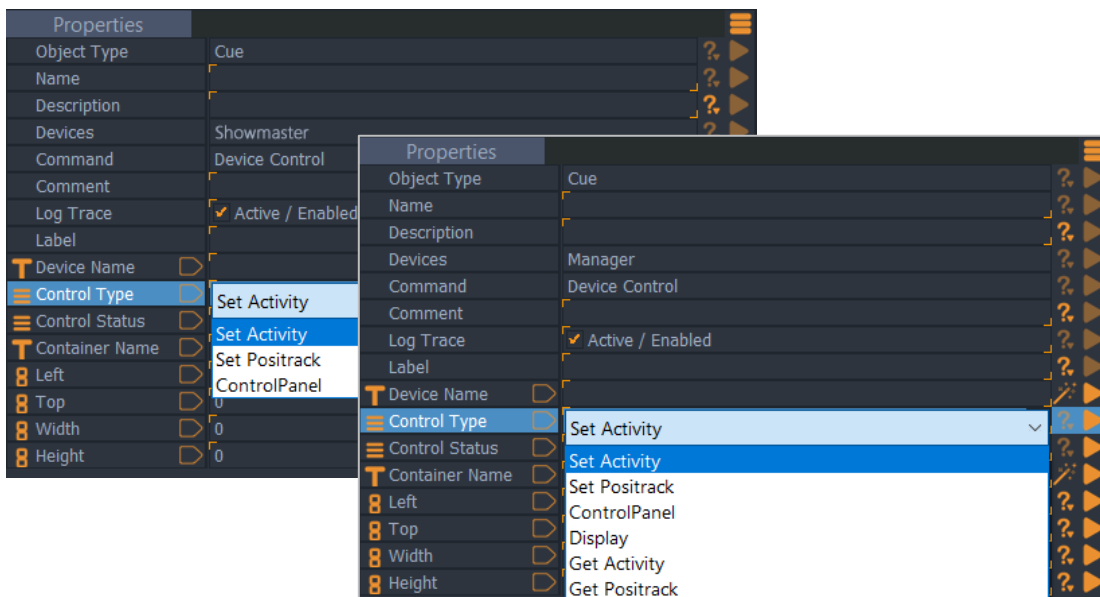 Properties
Object Type Cue
Name
Description
Devices Showmaster
Command Device Control
Comment
Log Trace Active / Enabled
Label
Device Name
Control Type Set Activity
Control Status Set Activity
Container Name Set Positrack
Left ControlPanel
Top 0
Width 0
Height 0
Properties
Object Type Cue
Name
Description
Devices Manager
Command Device Control
Comment
Log Trace Active / Enabled
Label
Device Name
Control Type Set Activity
Control Status Set Activity
Container Name Set Positrack
Left ControlPanel
Top Display
Width Get Activity
Height Get Positrack